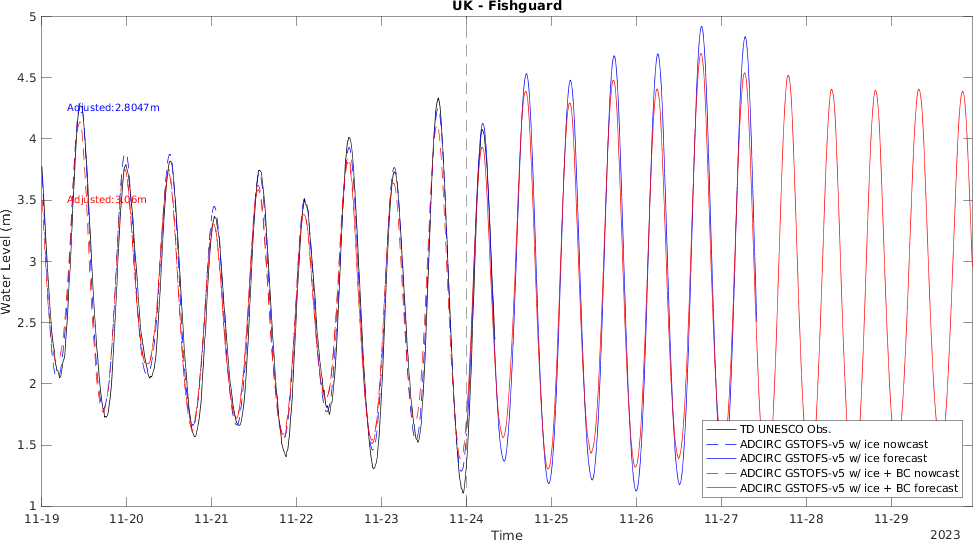 UK - Fishguard
5
4.5
4
3.5
3
2.5
2
1.5
1
Water Level (m)
Adjusted:2.8047m
Adjusted:3.06m
TD UNESCO Obs.
ADCIRC GSTOFS-v5 w/ ice nowcast
ADCIRC GSTOFS-v5 w/ ice forecast
ADCIRC GSTOFS-v5 w/ ice + BC nowcast
ADCIRC GSTOFS-v5 w/ ice + BC forecast
11-19 11-20 11-21 11-22 11-23 11-24 11-25 11-26 11-27 11-28 11-29
Time
2023